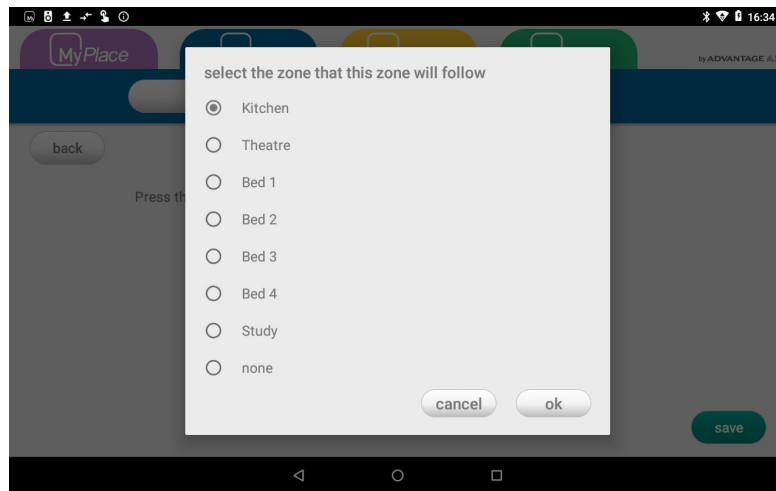 16:34
MyPlace
by ADVANTAGE
select the zone that this zone will follow
Kitchen
back
Theatre
Bed 1
Press th
Bed 2
Bed 3
Bed 4
Study
none
cancel
ok
save